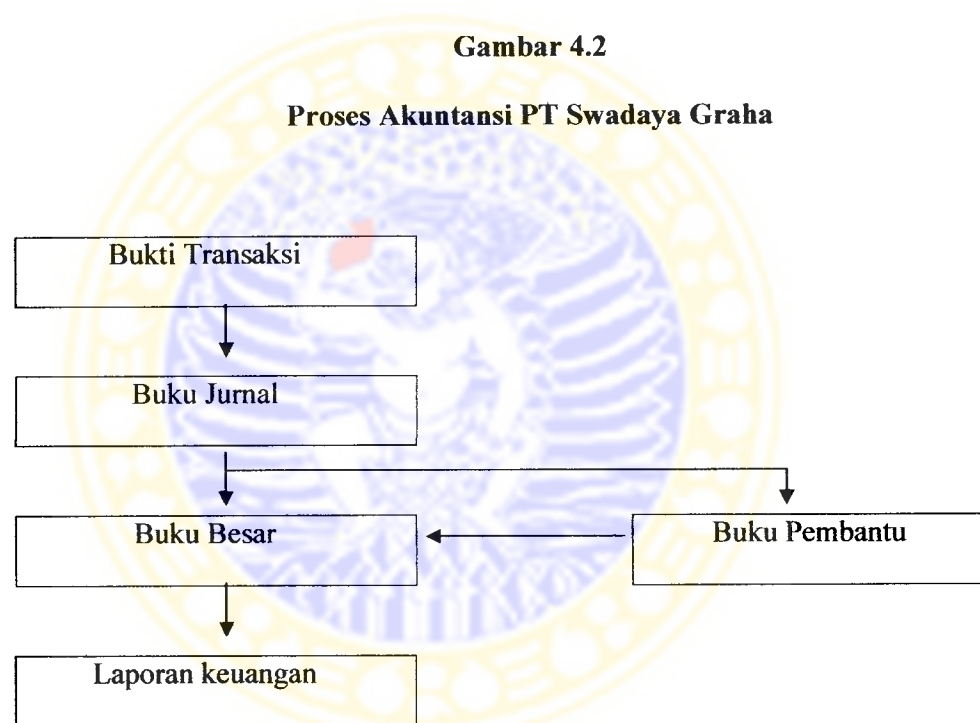 Gambar 4.2
Proses Akuntansi PT Swadaya Graha
Bukti Transaksi
Buku Jurnal
Buku Besar
Buku Pembantu
Laporan keuangan